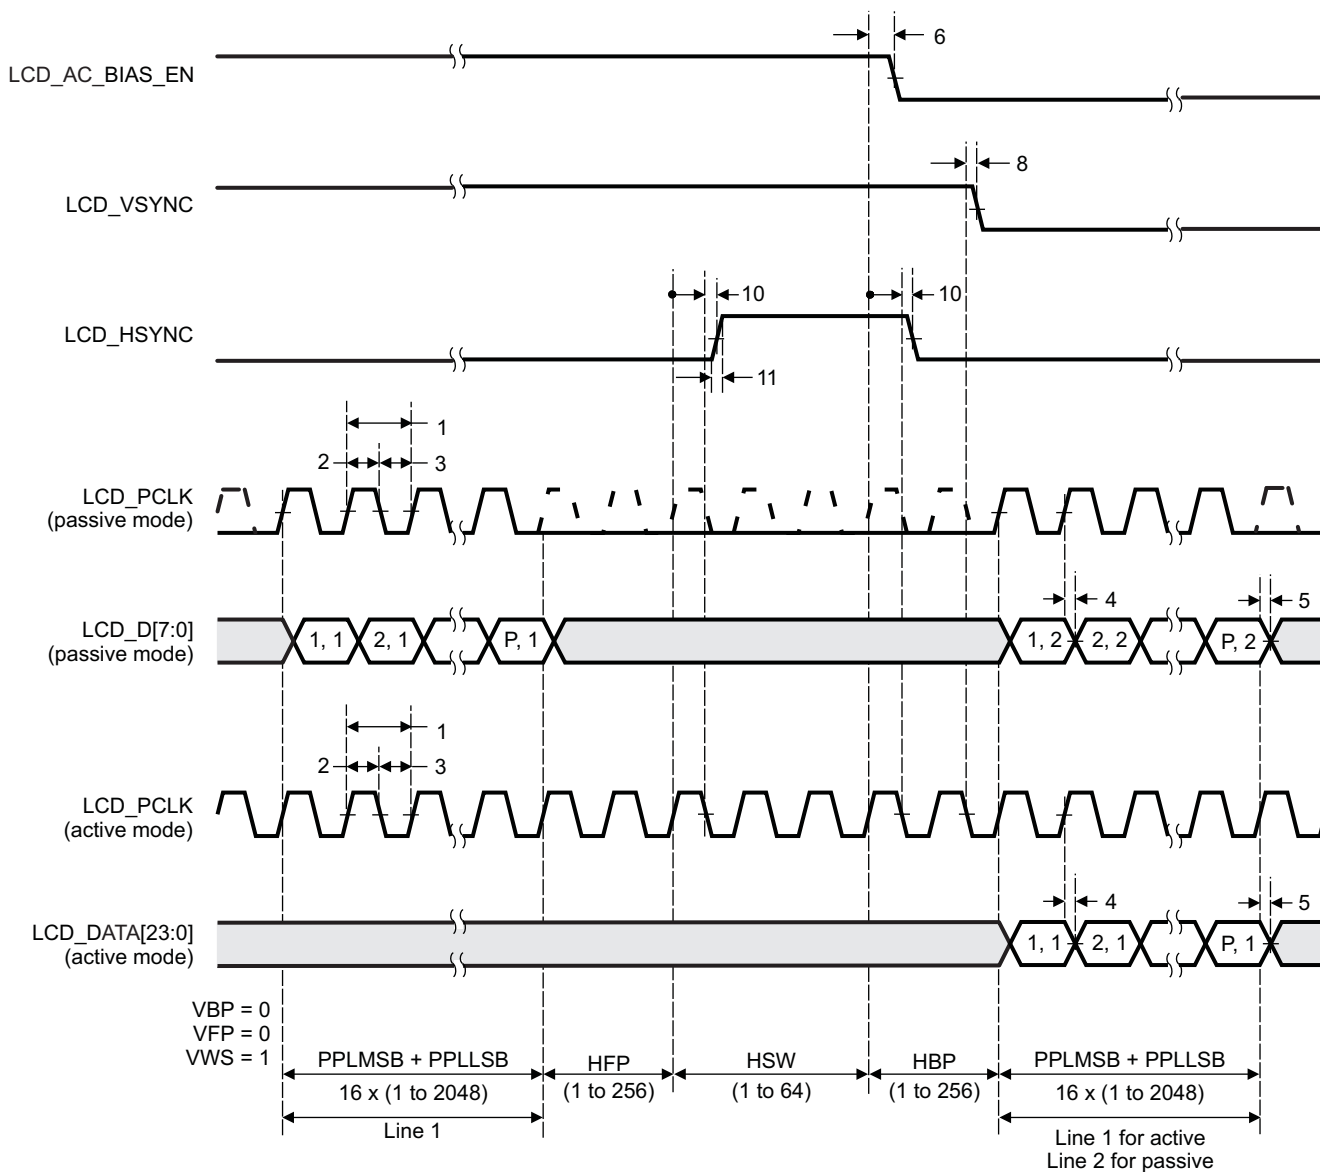 6
LCD_AC_BIAS_EN
8
LCD_VSYNC
10 10
LCD_HSYNC
11
1
2 3
LCD_PCLK
(passive mode)
4 5
LCD_D[7:0]
(passive mode)
1, 1 2, 1 P, 1 1, 2 2, 2 P, 2
1
2 3
LCD_PCLK
(active mode)
4 5
LCD_DATA[23:0]
(active mode)
1, 1 2, 1 P, 1
VBP = 0
VFP = 0
VWS = 1
PPLMSB + PPLLSB HFP HSW HBP PPLMSB + PPLLSB
16 x (1 to 2048) (1 to 256) (1 to 64) (1 to 256) 16 x (1 to 2048)
Line 1
Line 1 for active
Line 2 for passive